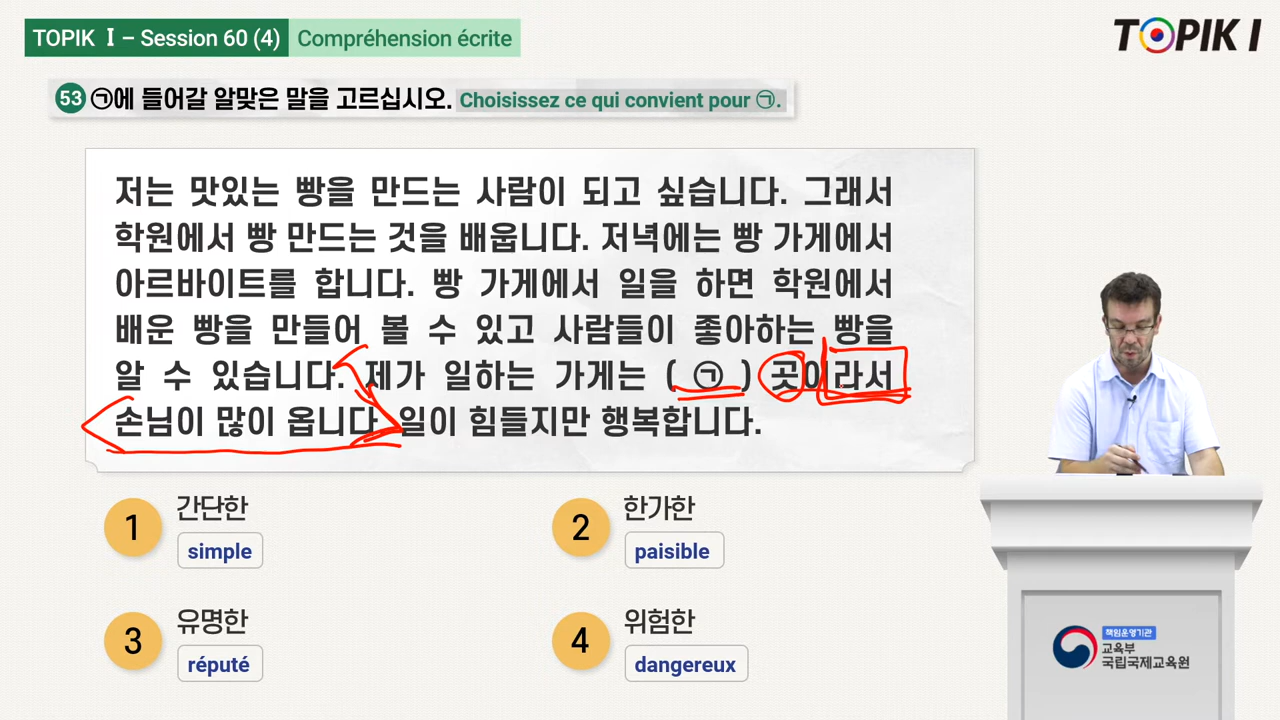 TOPIK Ⅰ – Session 60 (4) Compréhension écrite
TOPIK I
53 ㉠에 들어갈 알맞은 말을 고르십시오. Choisissez ce qui convient pour ㉠.
저는 맛있는 빵을 만드는 사람이 되고 싶습니다. 그래서
학원에서 빵 만드는 것을 배웁니다. 저녁에는 빵 가게에서
아르바이트를 합니다. 빵 가게에서 일을 하면 학원에서
배운 빵을 만들어 볼 수 있고 사람들이 좋아하는 빵을
알 수 있습니다. 제가 일하는 가게는 ( ㉠ ) 곳이라서
손님이 많이 옵니다. 일이 힘들지만 행복합니다.
1 간단한
simple
2 한가한
paisible
3 유명한
réputé
4 위험한
dangereux
책임운영기관
교육부
국립국제교육원